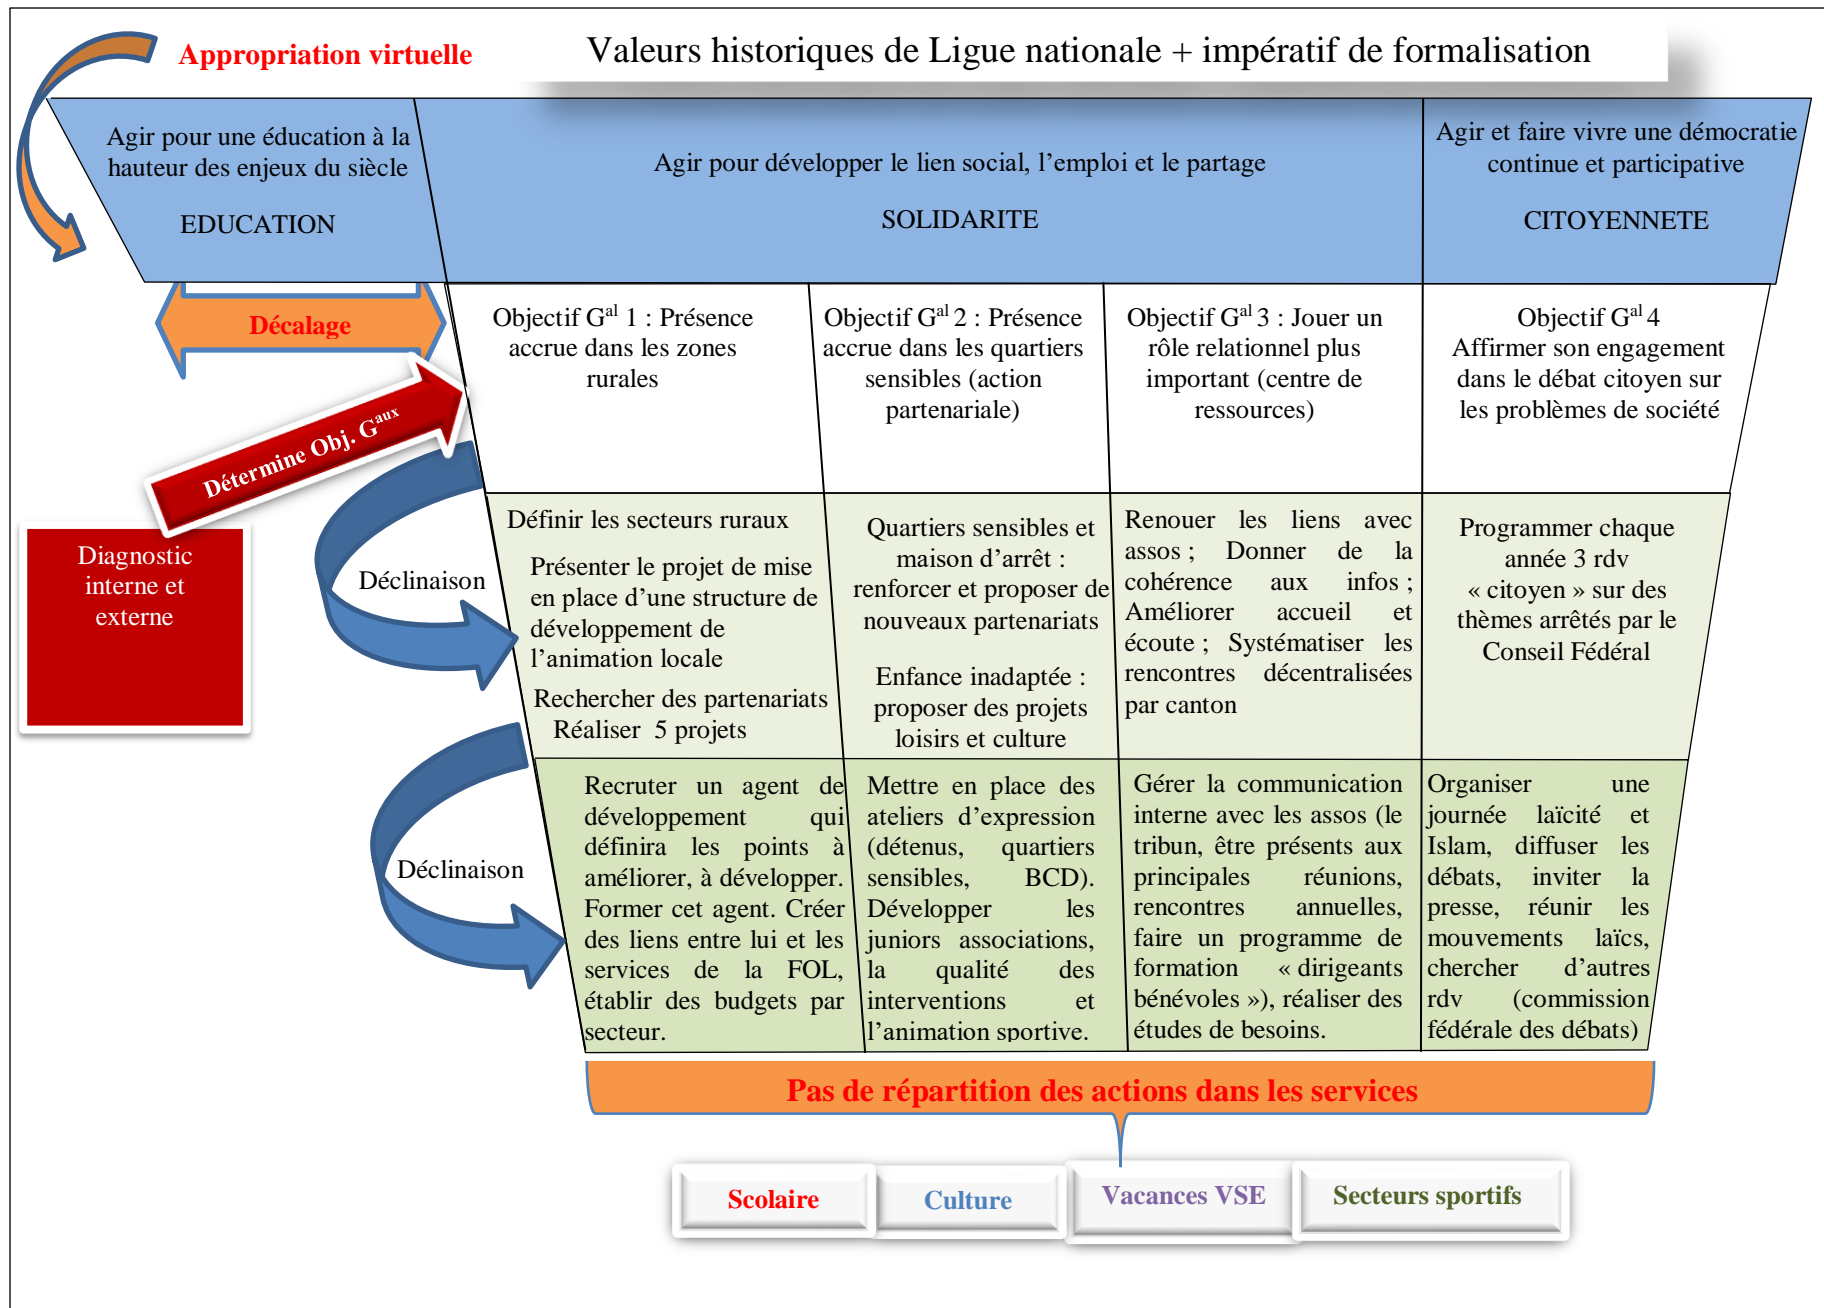 Appropriation virtuelle
Valeurs historiques de Ligue nationale + impératif de formalisation
Agir pour une éducation à la
hauteur des enjeux du siècle
EDUCATION
Agir pour développer le lien social, l’emploi et le partage
SOLIDARITE
Agir et faire vivre une démocratie
continue et participative
CITOYENNETE
Décalage
Détermine Obj. Gaux
Diagnostic
interne et
externe
Objectif Gal 1 : Présence
accrue dans les zones
rurales
Objectif Gal 2 : Présence
accrue dans les quartiers
sensibles (action
partenariale)
Objectif Gal 3 : Jouer un
rôle relationnel plus
important (centre de
ressources)
Objectif Gal 4
Affirmer son engagement
dans le débat citoyen sur
les problèmes de société
Déclinaison
Définir les secteurs ruraux
Présenter le projet de mise
en place d’une structure de
développement de
l’animation locale
Rechercher des partenariats
Réaliser 5 projets
Quartiers sensibles et
maison d’arrêt :
renforcer et proposer de
nouveaux partenariats
Enfance inadaptée :
proposer des projets
loisirs et culture
Renouer les liens avec
assos ; Donner de la
cohérence aux infos ;
Améliorer accueil et
écoute ; Systématiser les
rencontres décentralisées
par canton
Programmer chaque
année 3 rdv
« citoyen » sur des
thèmes arrêtés par le
Conseil Fédéral
Déclinaison
Recruter un agent de
développement qui
définira les points à
améliorer, à développer.
Former cet agent. Créer
des liens entre lui et les
services de la FOL,
établir des budgets par
secteur.
Mettre en place des
ateliers d’expression
(détenus, quartiers
sensibles, BCD).
Développer les
juniors associations,
la qualité des
interventions et
l’animation sportive.
Gérer la communication
interne avec les assos (le
tribun, être présents aux
principales réunions,
rencontres annuelles,
faire un programme de
formation « dirigeants
bénévoles »), réaliser des
études de besoins.
Organiser une
journée laïcité et
Islam, diffuser les
débats, inviter la
presse, réunir les
mouvements laïcs,
chercher d’autres
rdv (commission
fédérale des débats)
Pas de répartition des actions dans les services
Scolaire
Culture
Vacances VSE
Secteurs sportifs